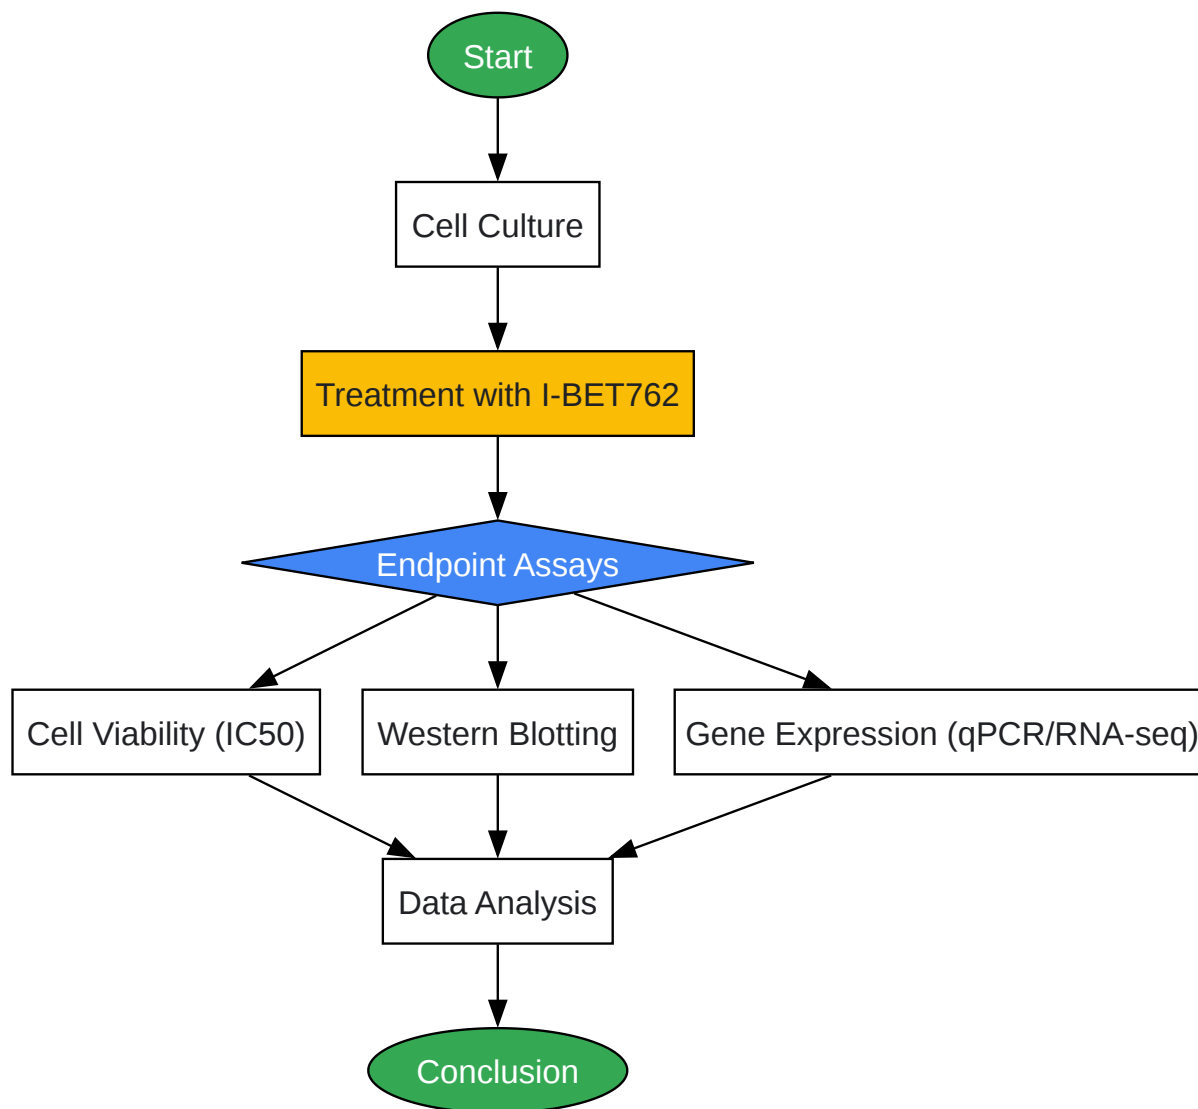 Start
Cell Culture
Treatment with I-BET762
Endpoint Assays
Cell Viability (IC50)
Western Blotting
Gene Expression (qPCR/RNA-seq)
Data Analysis
Conclusion